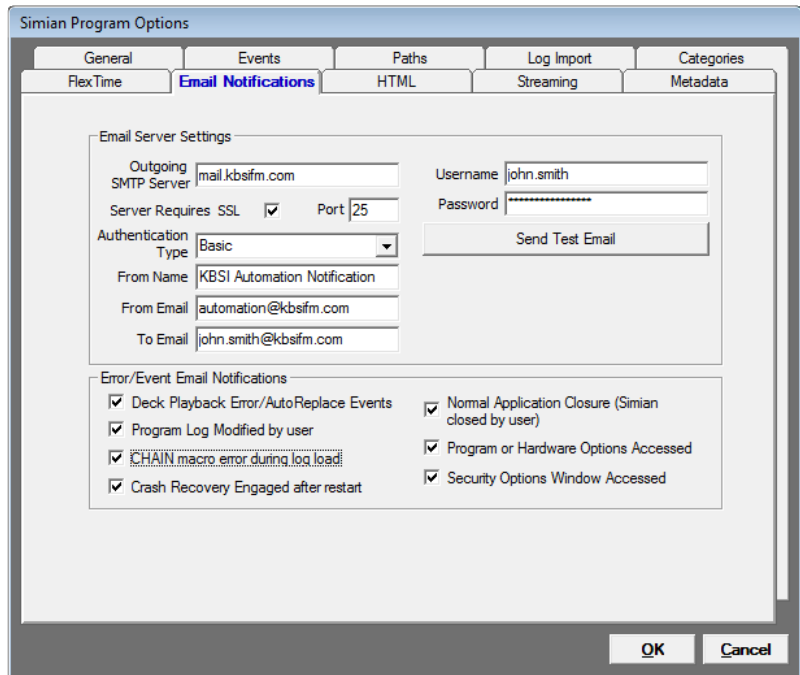 Simian Program Options
General Events Paths Log Import Categories
FlexTime Email Notifications HTML Streaming Metadata
Email Server Settings
Outgoing
SMTP Server mail.kbsifm.com
Username john.smith
Server Requires SSL Port 25
Password ****************
Authentication
Type Basic
Send Test Email
From Name KBSI Automation Notification
From Email automation@kbsifm.com
To Email john.smith@kbsifm.com
Error/Event Email Notifications
Deck Playback Error/AutoReplace Events
Program Log Modified by user
CHAIN macro error during log load
Crash Recovery Engaged after restart
Normal Application Closure (Simian
closed by user)
Program or Hardware Options Accessed
Security Options Window Accessed
OK Cancel